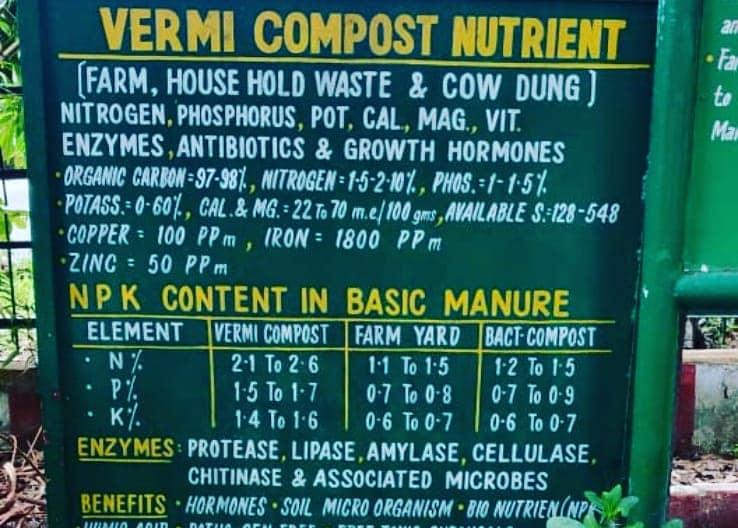 VERMI COMPOST NUTRIENT
(FARM, HOUSE HOLD WASTE & COW DUNG)
NITROGEN, PHOSPHORUS, POT, CAL., MAG., VIT.
ENZYMES, ANTIBIOTICS & GROWTH HORMONES
• ORGANIC CARBON = 97-98%, NITROGEN = 1·5-2·10%, PHOS. = 1-1·5%
• POTASS. = 0·60%, CAL. & MG. = 22 To 70 m.e/100 gms, AVAILABLE S. = 128-548
• COPPER = 100 PPm, IRON = 1800 PPm
• ZINC = 50 PPm
N P K CONTENT IN BASIC MANURE
ELEMENT VERMI COMPOST FARM YARD BACT-COMPOST
• N% 2·1 To 2·6 1·1 To 1·5 1·2 To 1·5
• P% 1·5 To 1·7 0·7 To 0·8 0·7 To 0·9
• K% 1·4 To 1·6 0·6 To 0·7 0·6 To 0·7
ENZYMES: PROTEASE, LIPASE, AMYLASE, CELLULASE,
CHITINASE & ASSOCIATED MICROBES
BENEFITS • HORMONES • SOIL MICRO ORGANISM • BIO NUTRIEN(NPK
to